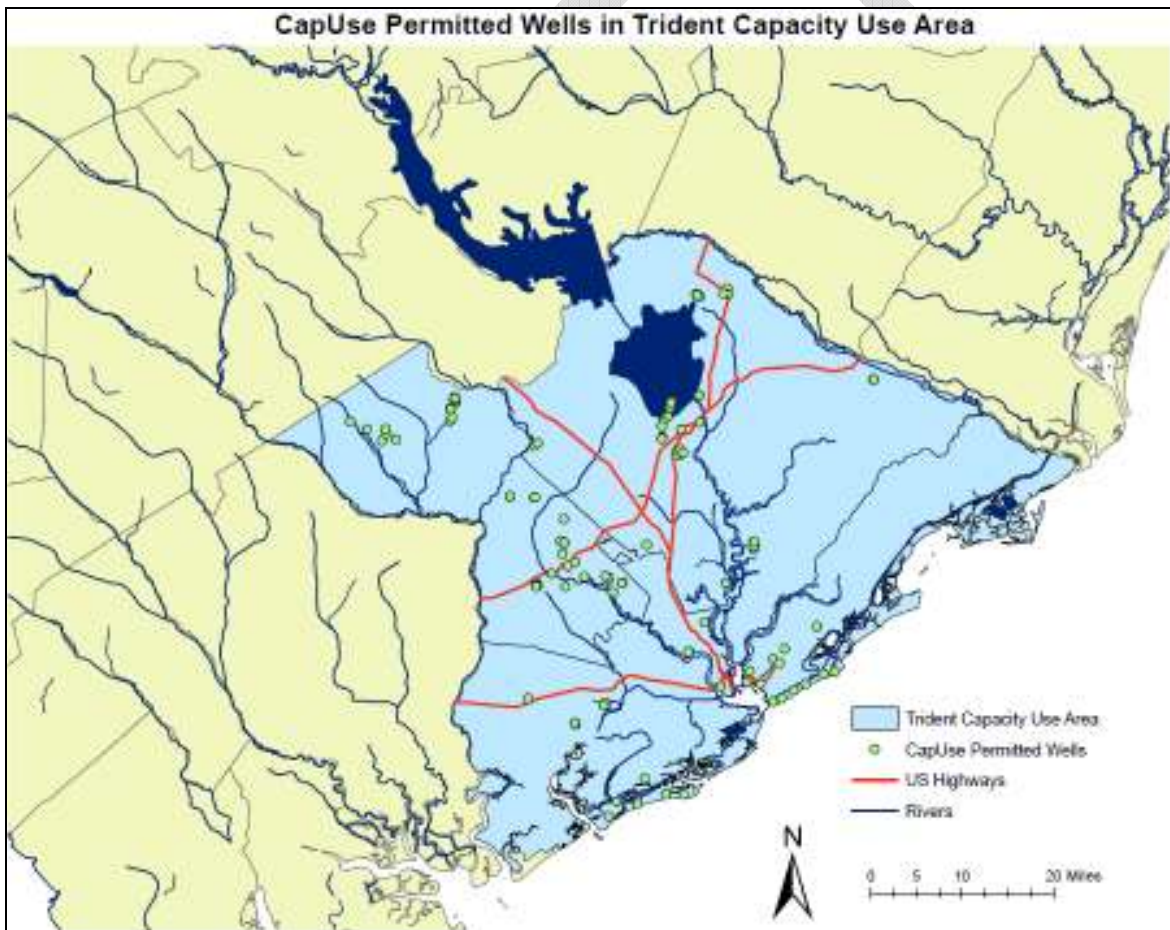 CapUse Permitted Wells in Trident Capacity Use Area
Trident Capacity Use Area
CapUse Permitted Wells
US Highways
Rivers
N
0 5 10 20 Miles